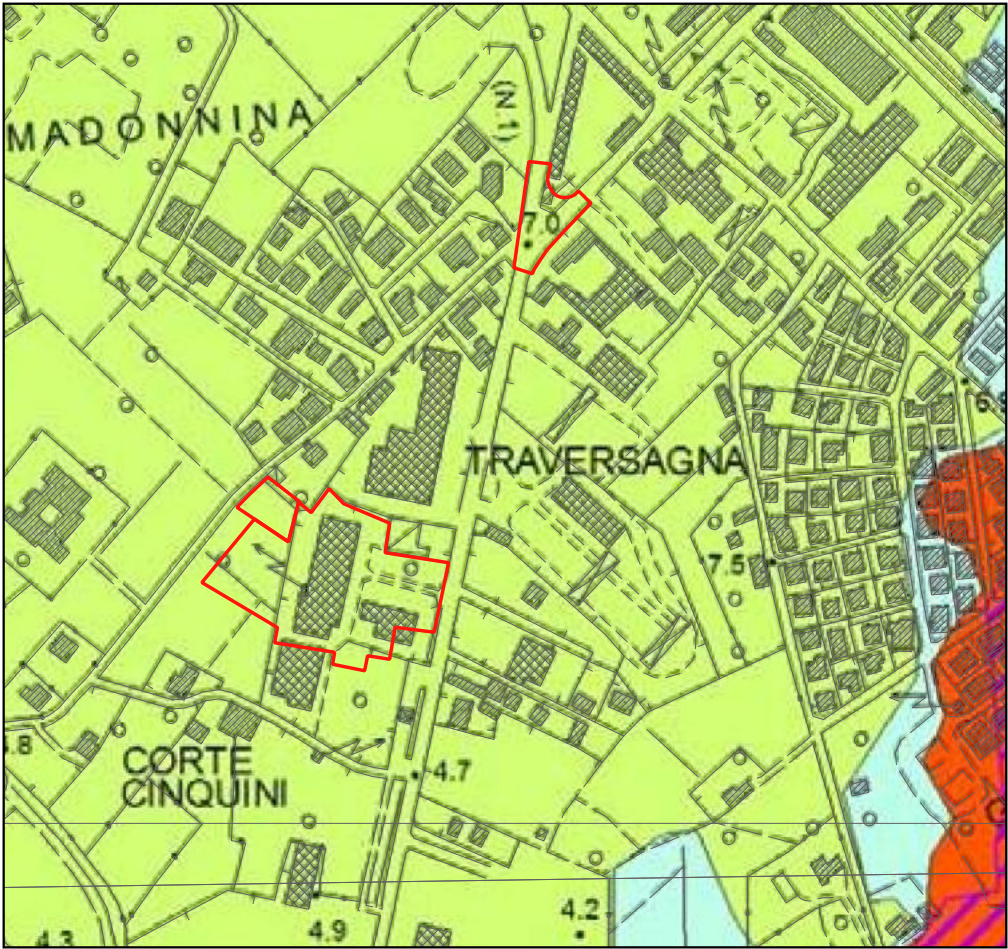 (N.1)
MADONNINA
7.0
TRAVERSAGNA
7.5
CORTE
CINQUINI
4.7
4.2
4.9
4.3